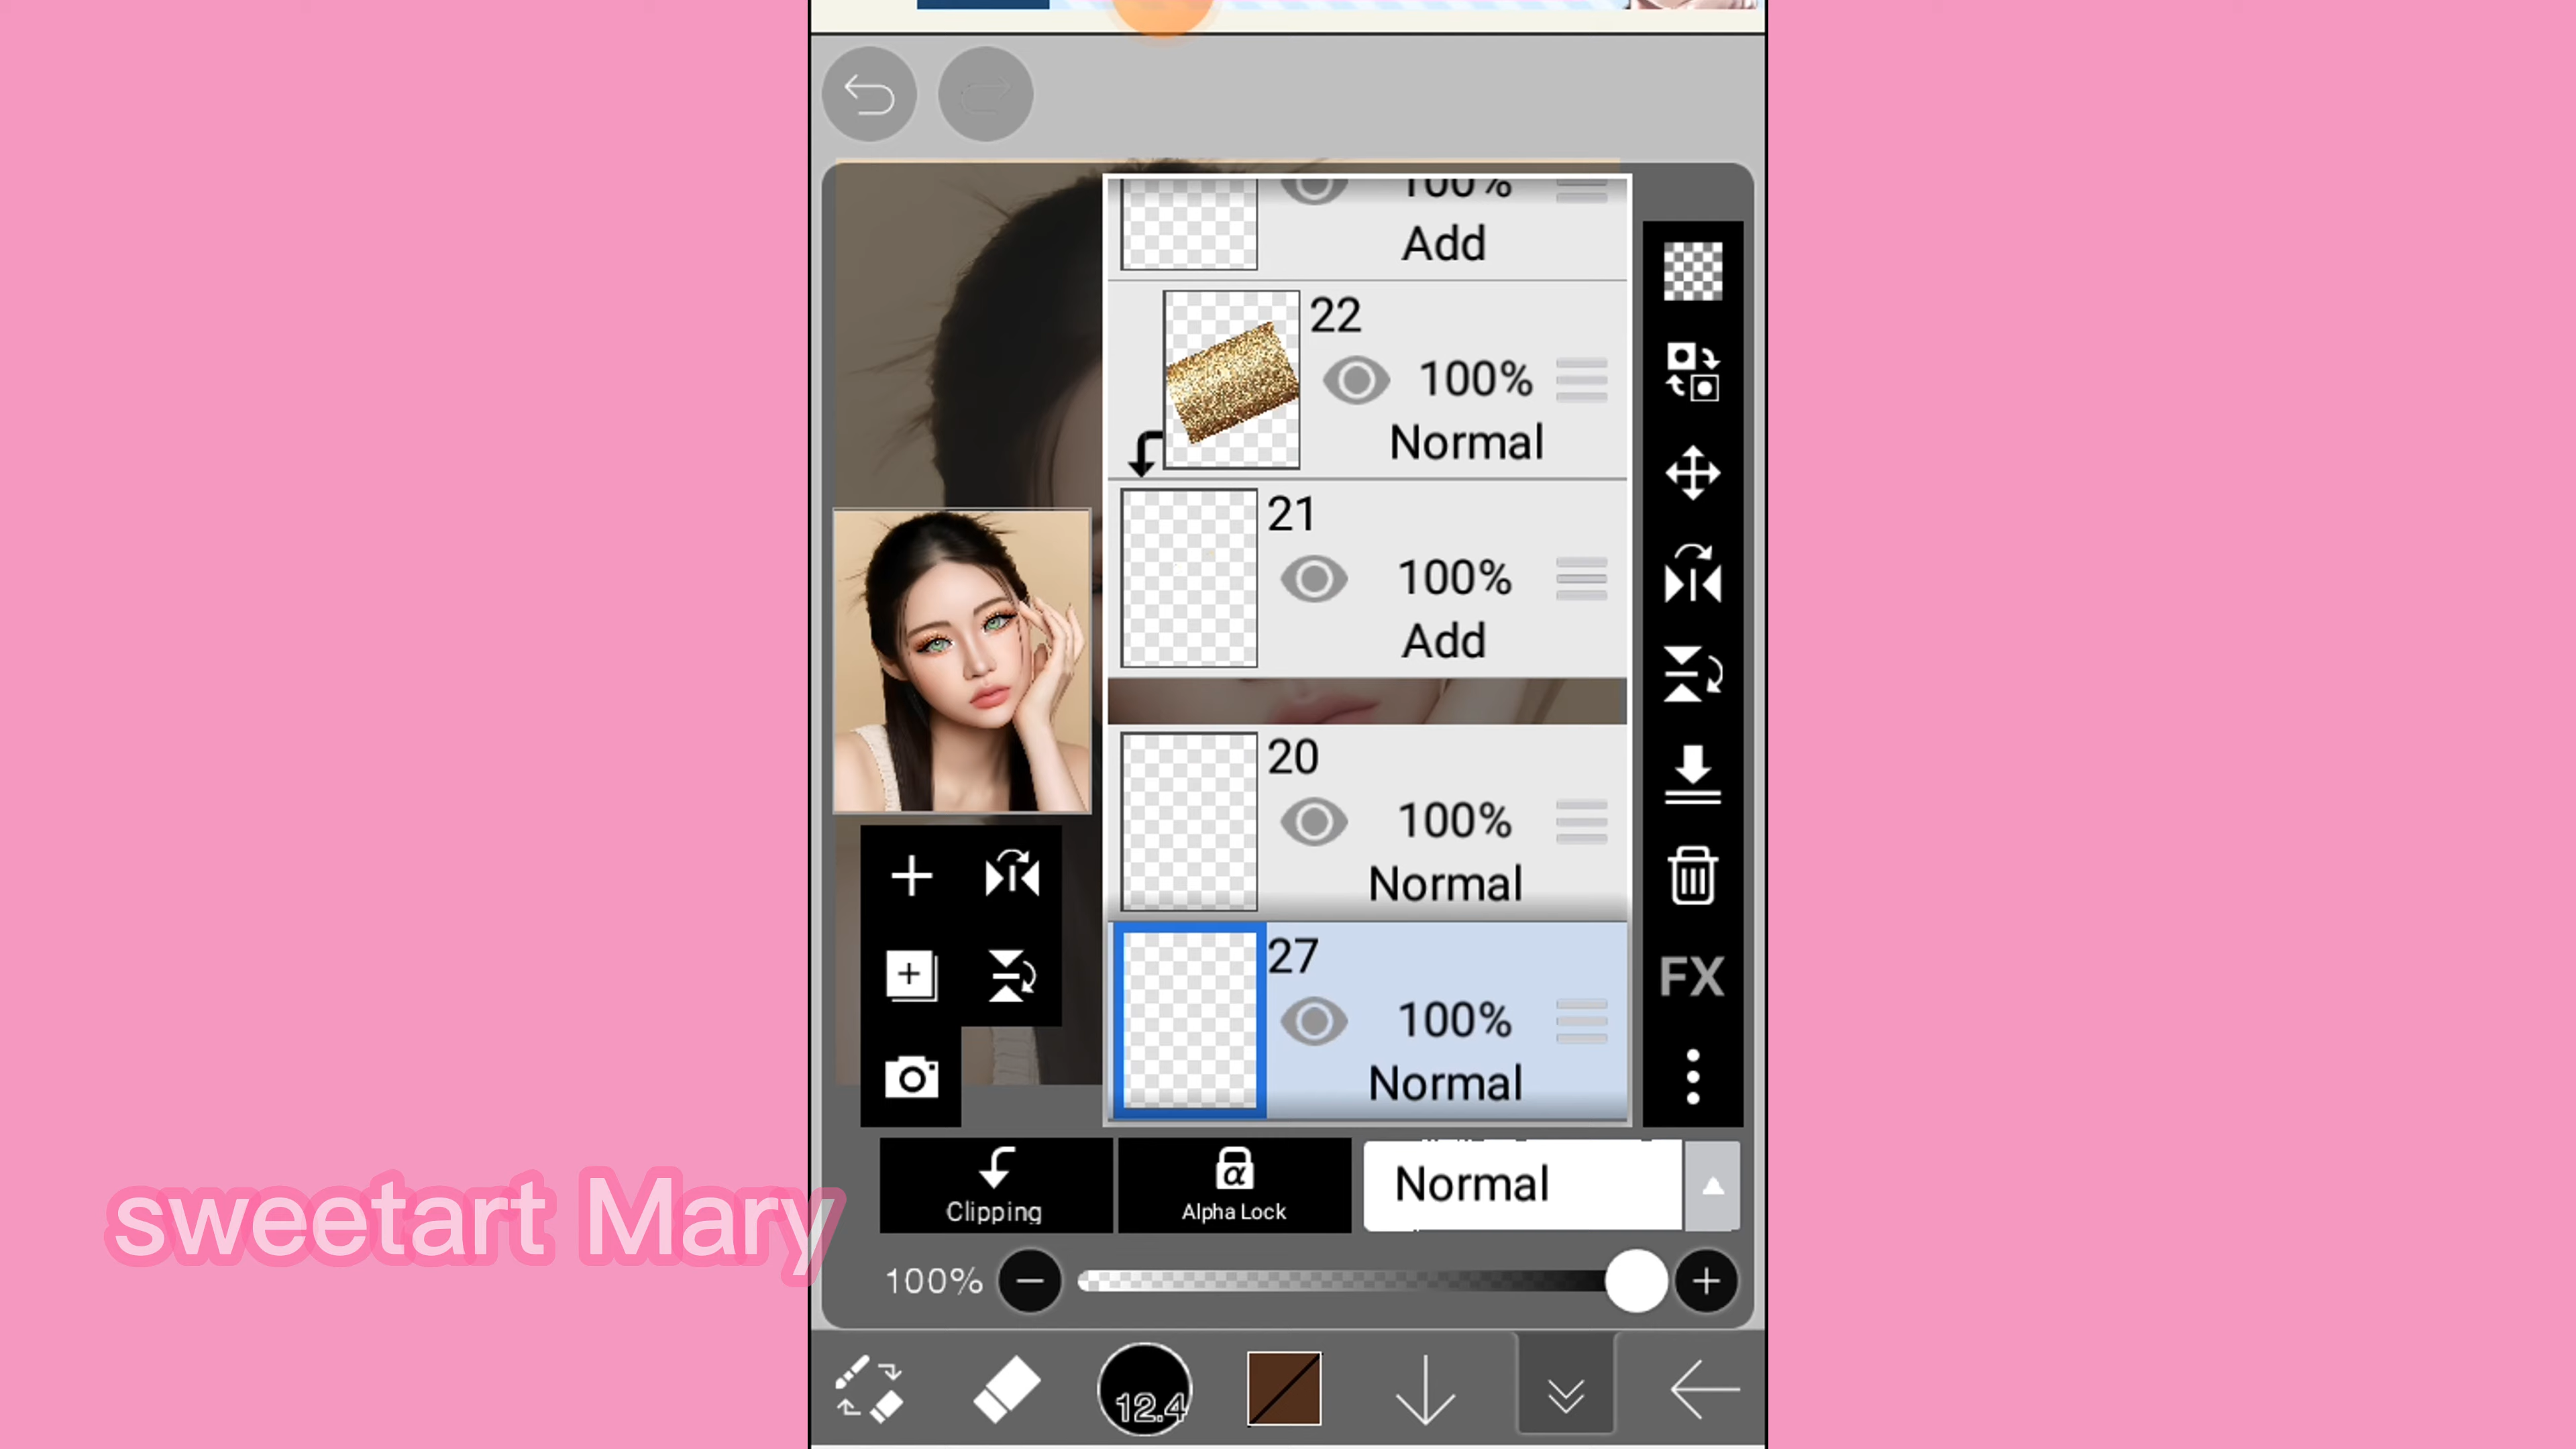 100%
Add
22
100%
Normal
21
100%
Add
20
100%
Normal
27
100%
Normal
FX
Clipping
α
Alpha Lock
Normal
sweetart Mary
100%
12.4